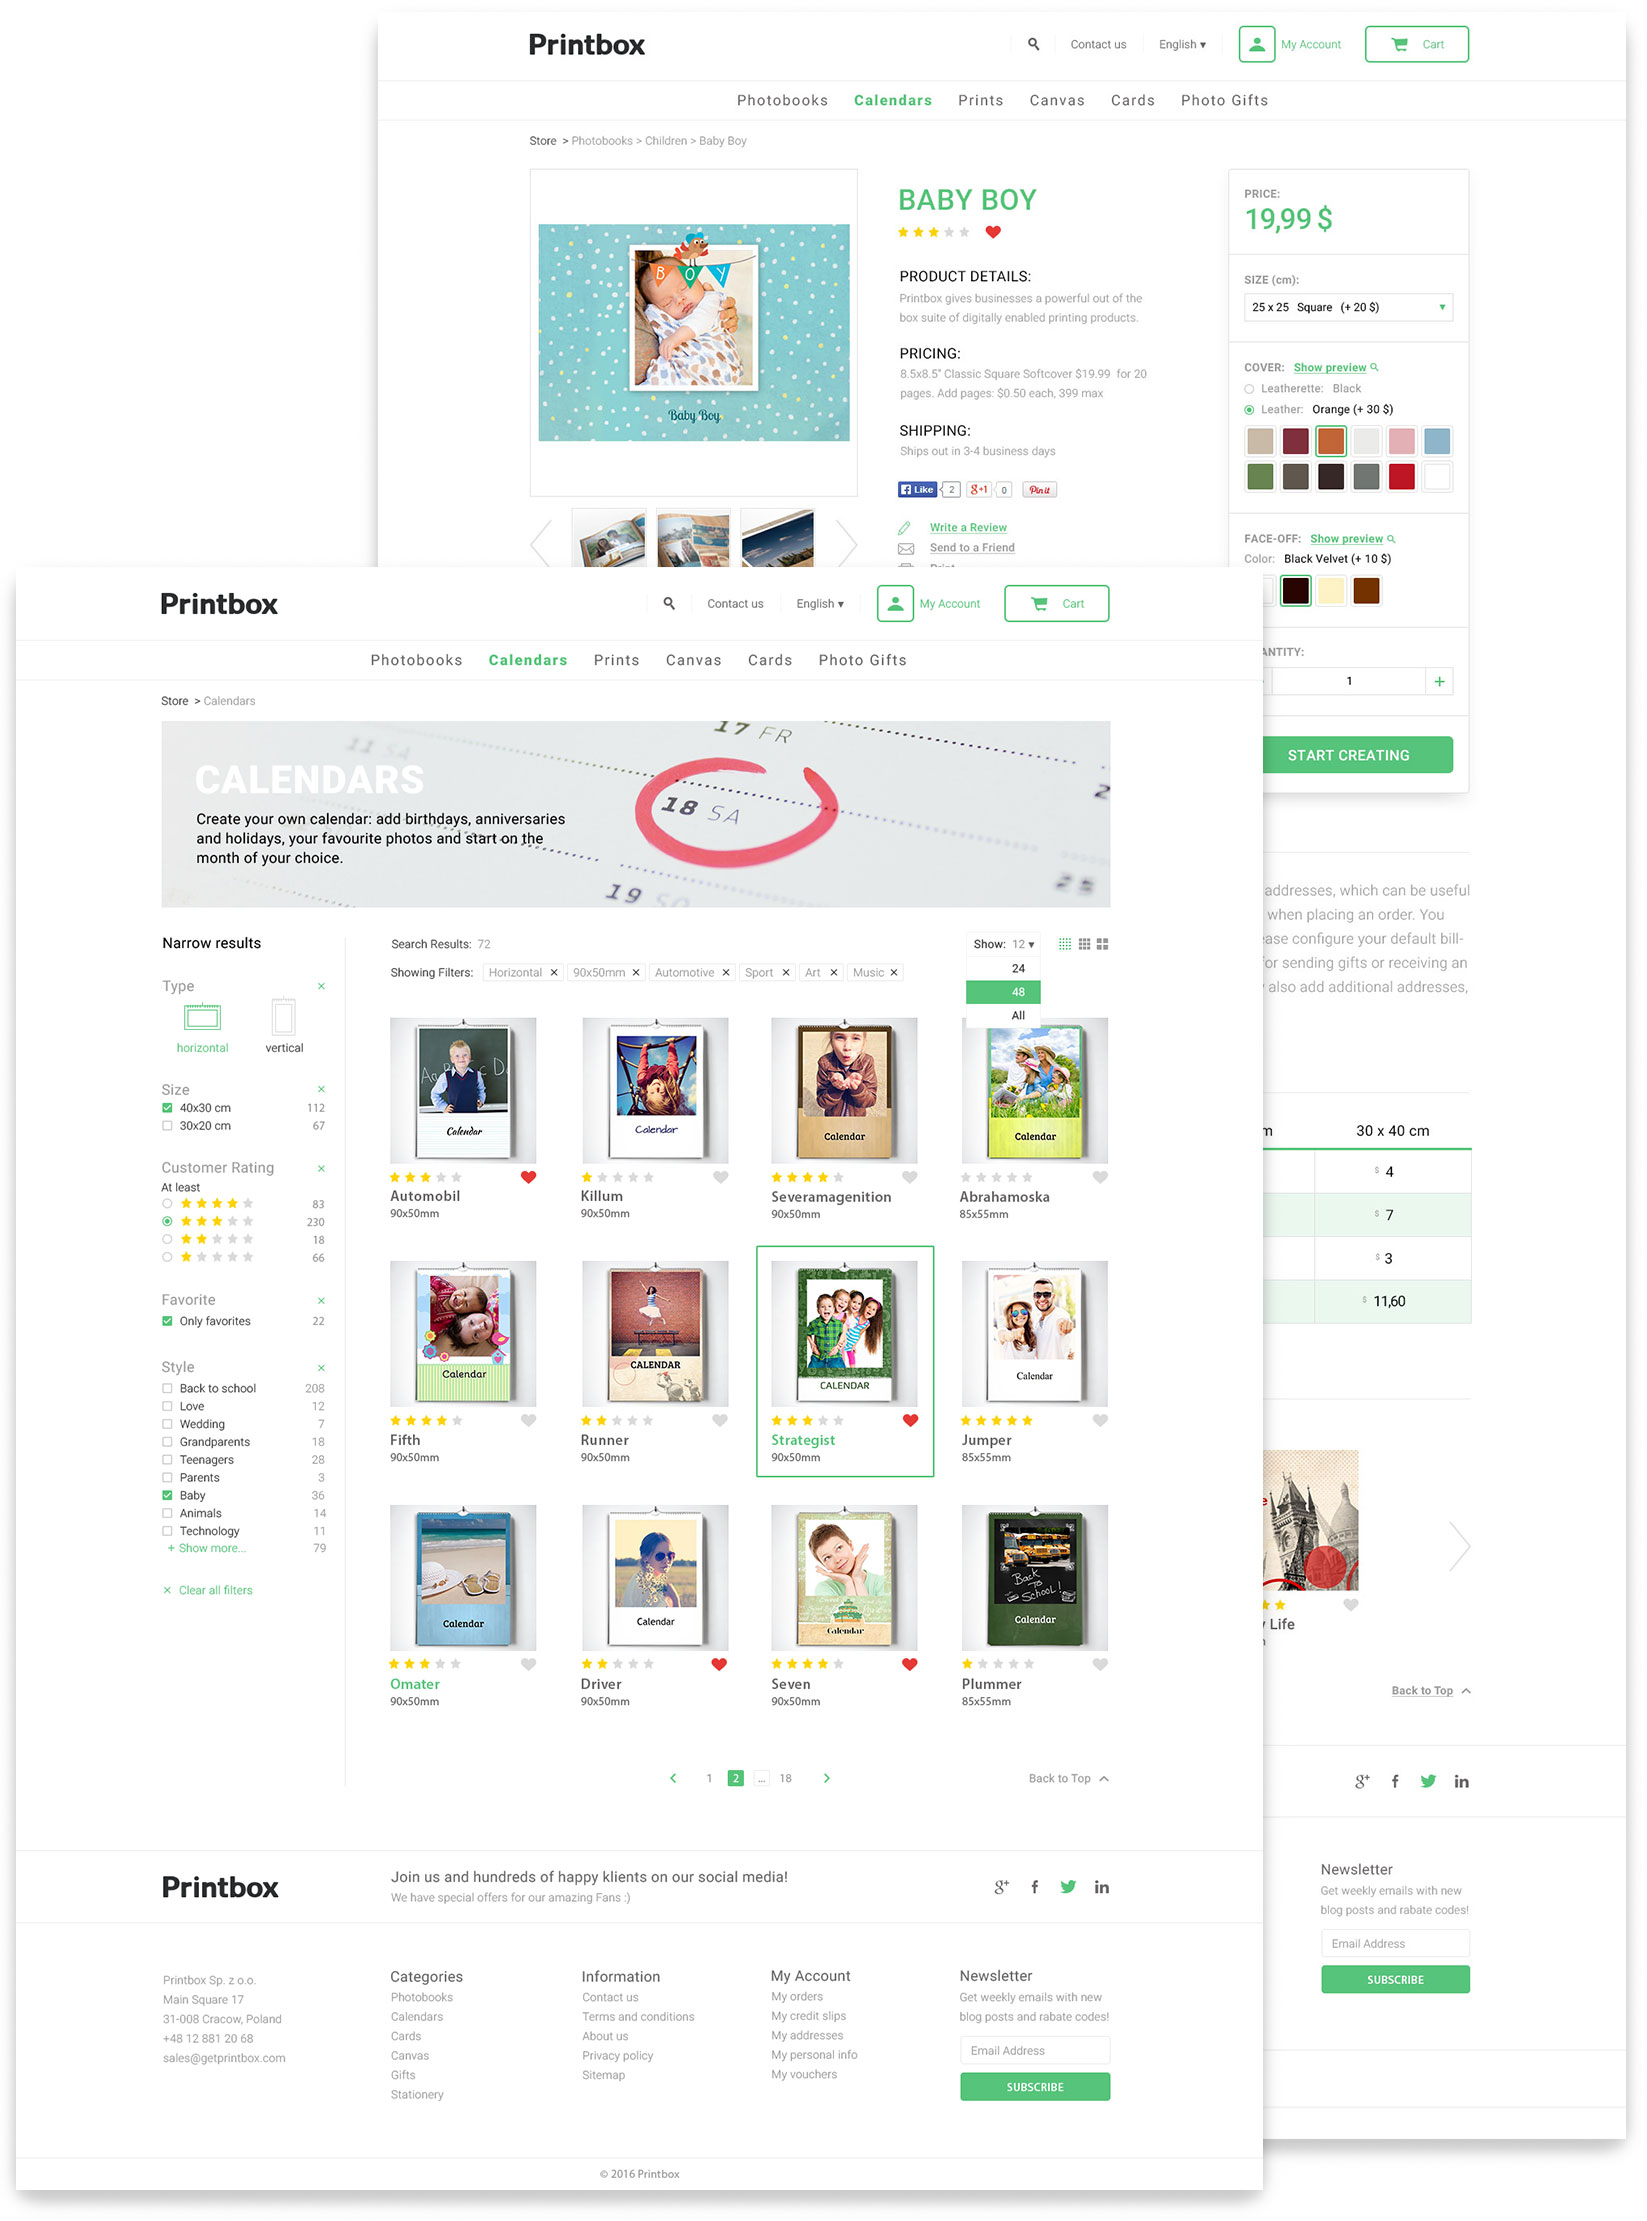 Printbox
Contact us
English ▾
My Account
Cart
Photobooks Calendars Prints Canvas Cards Photo Gifts
Store > Photobooks > Children > Baby Boy
BOY
Baby Boy
BABY BOY
PRODUCT DETAILS:
Printbox gives businesses a powerful out of the
box suite of digitally enabled printing products.
PRICING:
8.5x8.5" Classic Square Softcover $19.99 for 20
pages. Add pages: $0.50 each, 399 max
SHIPPING:
Ships out in 3-4 business days
Like 2 g+1 0 Pin it
Write a Review
Send to a Friend
PRICE:
19,99 $
SIZE (cm):
25 x 25 Square (+ 20 $)
COVER: Show preview
Leatherette: Black
Leather: Orange (+ 30 $)
FACE-OFF: Show preview
Color: Black Velvet (+ 10 $)
ANTITY:
1 +
START CREATING
addresses, which can be useful
when placing an order. You
ease configure your default bill-
for sending gifts or receiving an
also add additional addresses,
m 30 x 40 cm
$ 4
$ 7
$ 3
$ 11,60
Life
Back to Top
g+ f in
Newsletter
Get weekly emails with new
blog posts and rabate codes!
Email Address
SUBSCRIBE
Printbox
Contact us
English ▾
My Account
Cart
Photobooks Calendars Prints Canvas Cards Photo Gifts
Store > Calendars
11 SA
17 FR
18 SA
19 SO
25
2
CALENDARS
Create your own calendar: add birthdays, anniversaries
and holidays, your favourite photos and start on the
month of your choice.
Narrow results
Type ×
horizontal vertical
Size ×
40x30 cm 112
30x20 cm 67
Customer Rating ×
At least
83
230
18
66
Favorite ×
Only favorites 22
Style ×
Back to school 208
Love 12
Wedding 7
Grandparents 18
Teenagers 28
Parents 3
Baby 36
Animals 14
Technology 11
+ Show more... 79
× Clear all filters
Search Results: 72
Show: 12 ▾
24
48
All
Showing Filters: Horizontal × 90x50mm × Automotive × Sport × Art × Music ×
Calendar
Automobil
90x50mm
Calendar
Killum
90x50mm
Calendar
Severamagenition
90x50mm
Calendar
Abrahamoska
85x55mm
Calendar
Fifth
90x50mm
CALENDAR
Runner
90x50mm
CALENDAR
Strategist
90x50mm
Calendar
Jumper
85x55mm
Calendar
Omater
90x50mm
Calendar
Driver
90x50mm
Calendar
Seven
90x50mm
Back
To
School!
Calendar
Plummer
85x55mm
1 2 ... 18
Back to Top
Printbox
Join us and hundreds of happy klients on our social media!
We have special offers for our amazing Fans :)
g+ f in
Printbox Sp. z o.o.
Main Square 17
31-008 Cracow, Poland
+48 12 881 20 68
sales@getprintbox.com
Categories
Photobooks
Calendars
Cards
Canvas
Gifts
Stationery
Information
Contact us
Terms and conditions
About us
Privacy policy
Sitemap
My Account
My orders
My credit slips
My addresses
My personal info
My vouchers
Newsletter
Get weekly emails with new
blog posts and rabate codes!
Email Address
SUBSCRIBE
© 2016 Printbox